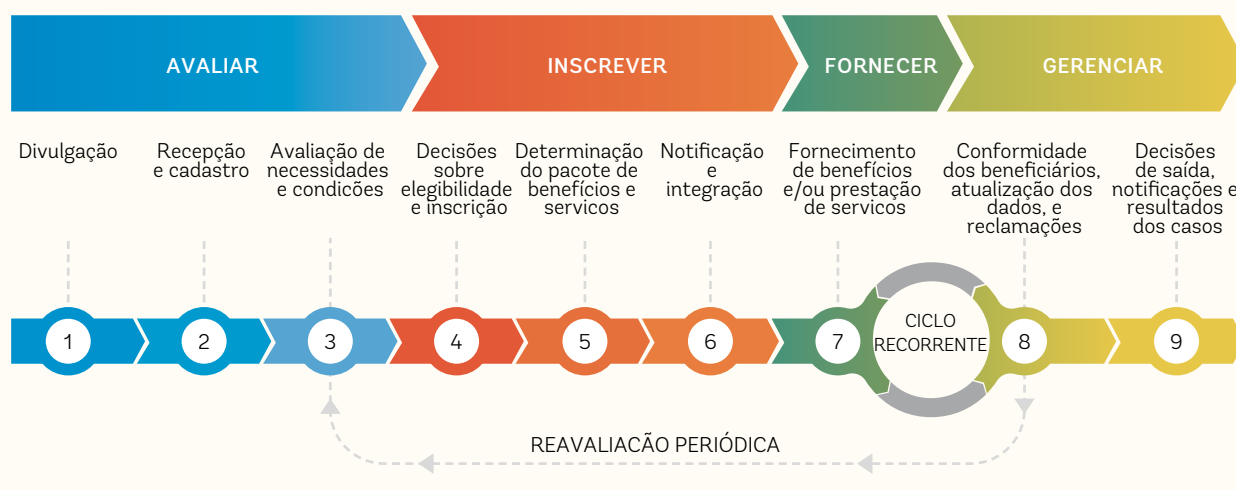 AVALIAR
INSCREVER
FORNECER
GERENCIAR
Divulgação
Recepção
e cadastro
Avaliação de
necessidades
e condicões
Decisões
sobre
elegibilidade
e inscrição
Determinação
do pacote de
benefícios e
servicos
Notificação
e
integração
Fornecimento
de benefícios
e/ou prestação
de servicos
Conformidade
dos beneficiários,
atualização dos
dados, e
reclamações
Decisões
de saída,
notificações e
resultados
dos casos
1
2
3
4
5
6
7
CICLO
RECORRENTE
8
9
REAVALIACÃO PERIÓDICA